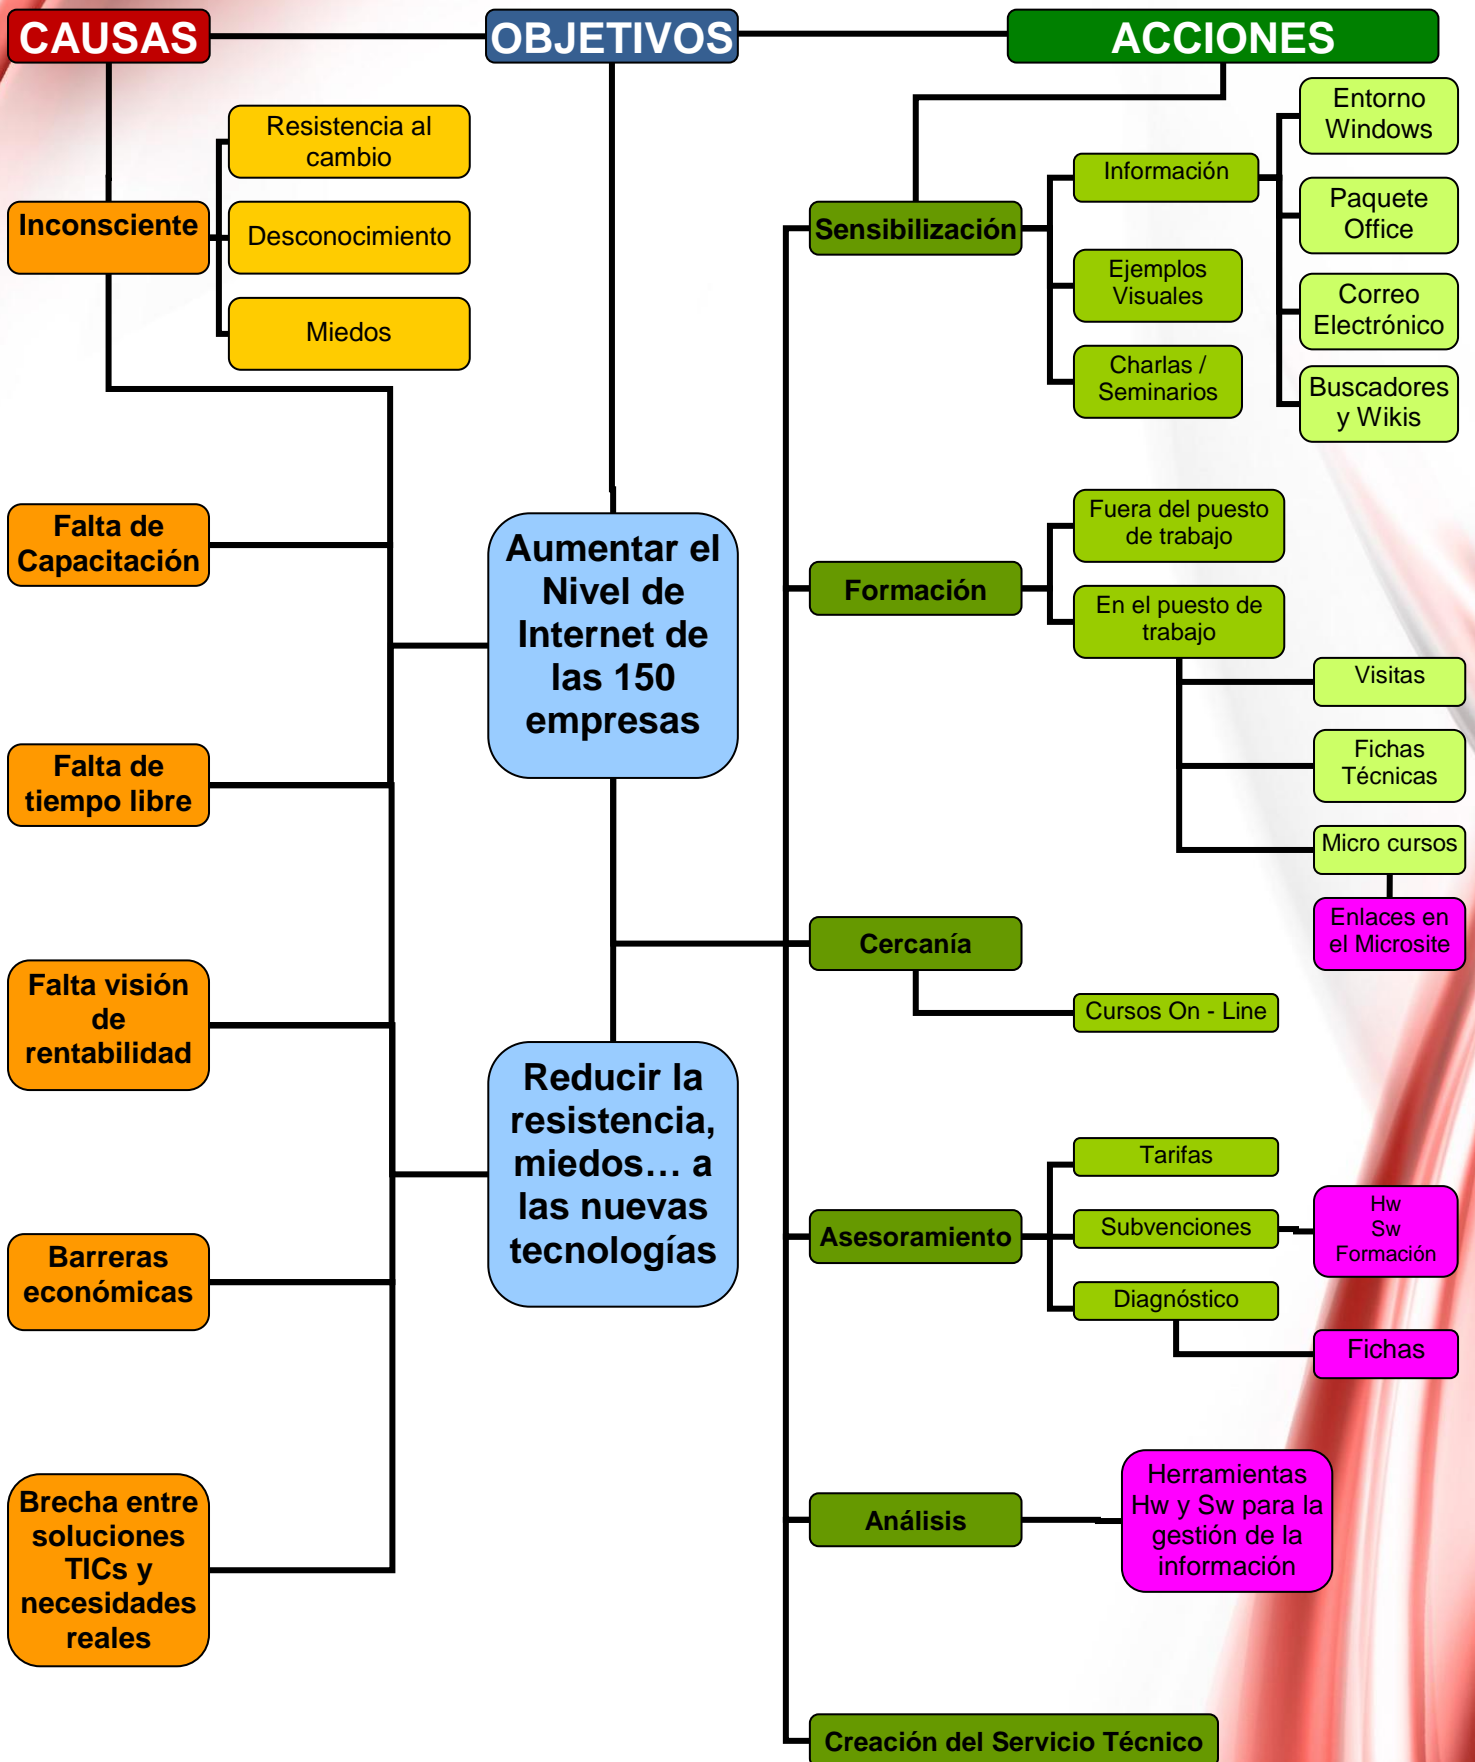 CAUSAS
OBJETIVOS
ACCIONES
Inconsciente
Resistencia al
cambio
Desconocimiento
Miedos
Falta de
Capacitación
Falta de
tiempo libre
Falta visión
de
rentabilidad
Barreras
económicas
Brecha entre
soluciones
TICs y
necesidades
reales
Aumentar el
Nivel de
Internet de
las 150
empresas
Reducir la
resistencia,
miedos… a
las nuevas
tecnologías
Sensibilización
Información
Entorno
Windows
Paquete
Office
Correo
Electrónico
Buscadores
y Wikis
Ejemplos
Visuales
Charlas /
Seminarios
Formación
Fuera del puesto
de trabajo
En el puesto de
trabajo
Visitas
Fichas
Técnicas
Micro cursos
Enlaces en
el Microsite
Cercanía
Cursos On - Line
Asesoramiento
Tarifas
Subvenciones
Hw
Sw
Formación
Diagnóstico
Fichas
Análisis
Herramientas
Hw y Sw para la
gestión de la
información
Creación del Servicio Técnico